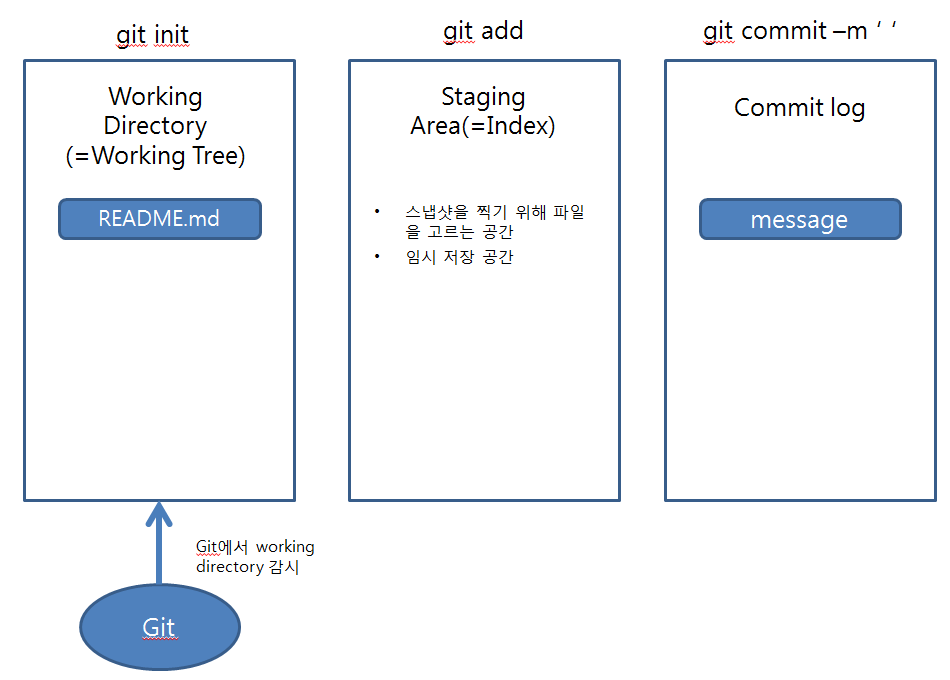 git init
git add
git commit –m ‘ ‘
Working
Directory
(=Working Tree)
README.md
Staging
Area(=Index)
• 스냅샷을 찍기 위해 파일
을 고르는 공간
• 임시 저장 공간
Commit log
message
Git에서 working
directory 감시
Git